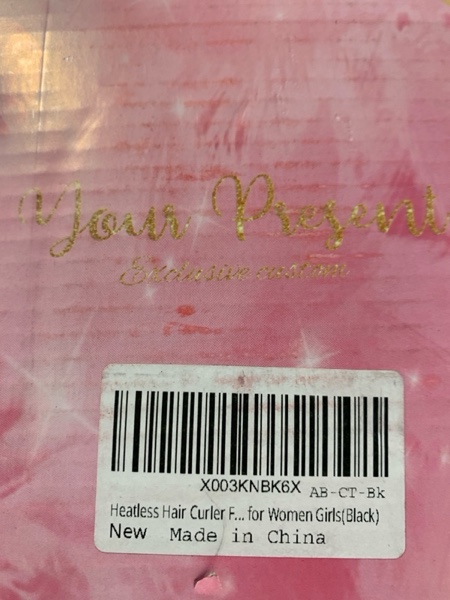 Your Present
Exclusive custom
X003KNBK6X AB-CT-Bk
Heatless Hair Curler F... for Women Girls(Black)
New Made in China